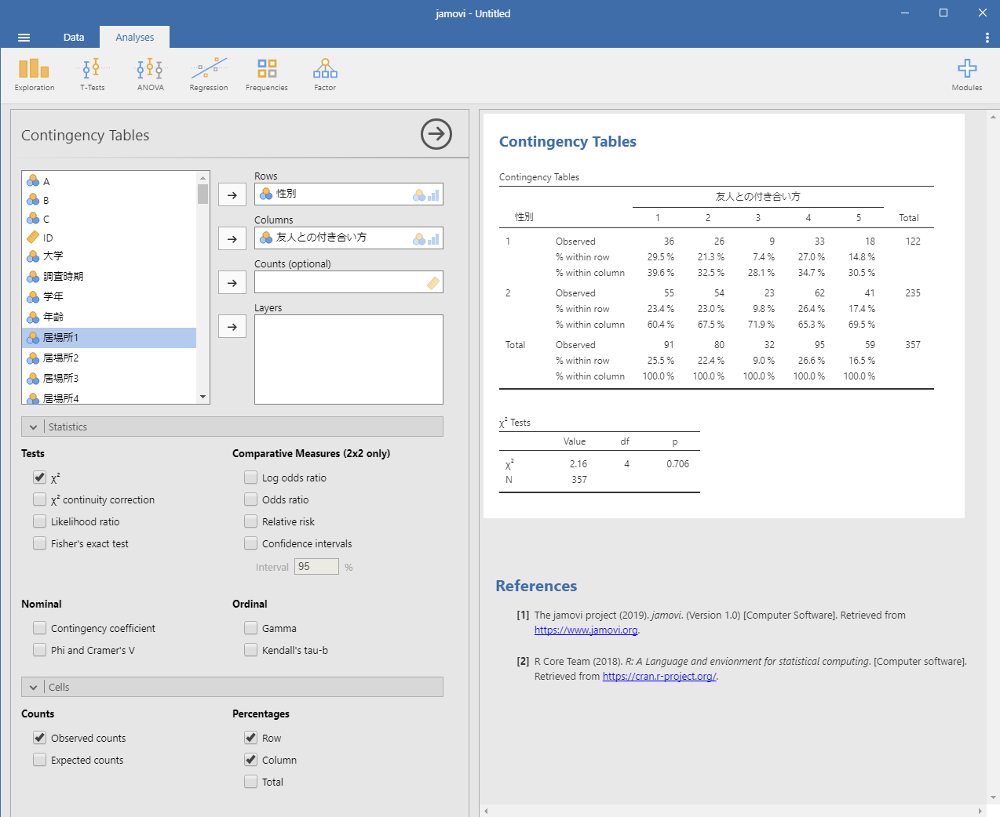 jamovi - Untitled
Data Analyses
Exploration T-Tests ANOVA Regression Frequencies Factor Modules
Contingency Tables
A
B
C
ID
大学
調査時期
学年
年齢
居場所1
居場所2
居場所3
居場所4
Rows
性別
Columns
友人との付き合い方
Counts (optional)
Layers
Statistics
Tests
χ²
χ² continuity correction
Likelihood ratio
Fisher's exact test
Comparative Measures (2x2 only)
Log odds ratio
Odds ratio
Relative risk
Confidence intervals
Interval 95 %
Nominal
Contingency coefficient
Phi and Cramer's V
Ordinal
Gamma
Kendall's tau-b
Cells
Counts
Observed counts
Expected counts
Percentages
Row
Column
Total
Contingency Tables
Contingency Tables
友人との付き合い方
性別 1 2 3 4 5 Total
1 Observed 36 26 9 33 18 122
% within row 29.5 % 21.3 % 7.4 % 27.0 % 14.8 %
% within column 39.6 % 32.5 % 28.1 % 34.7 % 30.5 %
2 Observed 55 54 23 62 41 235
% within row 23.4 % 23.0 % 9.8 % 26.4 % 17.4 %
% within column 60.4 % 67.5 % 71.9 % 65.3 % 69.5 %
Total Observed 91 80 32 95 59 357
% within row 25.5 % 22.4 % 9.0 % 26.6 % 16.5 %
% within column 100.0 % 100.0 % 100.0 % 100.0 % 100.0 %
χ² Tests
Value df p
χ² 2.16 4 0.706
N 357
References
[1] The jamovi project (2019). jamovi. (Version 1.0) [Computer Software]. Retrieved from
https://www.jamovi.org.
[2] R Core Team (2018). R: A Language and envionment for statistical computing. [Computer software].
Retrieved from https://cran.r-project.org/.